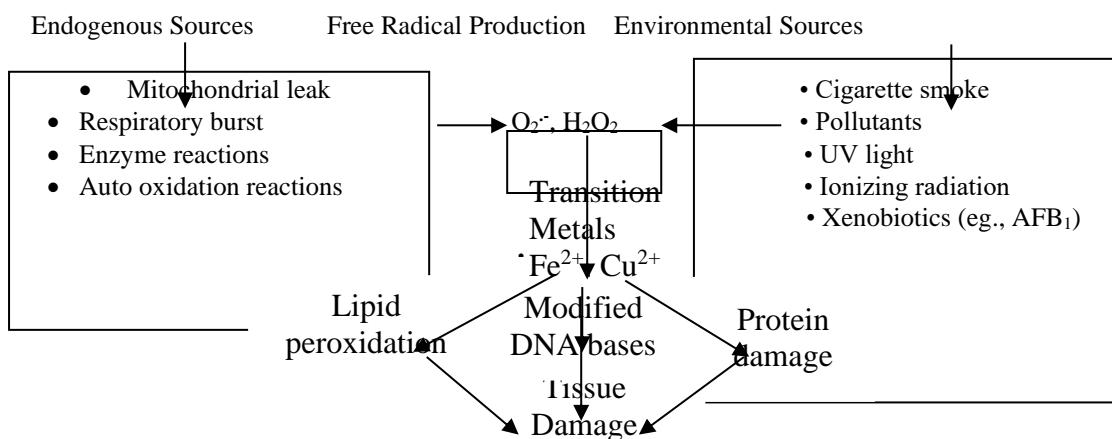 Endogenous Sources Free Radical Production Environmental Sources
• Mitochondrial leak
• Respiratory burst
• Enzyme reactions
• Auto oxidation reactions
O₂·⁻, H₂O₂
• Cigarette smoke
• Pollutants
• UV light
• Ionizing radiation
• Xenobiotics (eg., AFB₁)
Transition
Metals
Fe²⁺, Cu²⁺
Lipid
peroxidation
Modified
DNA bases
Protein
damage
Tissue
Damage